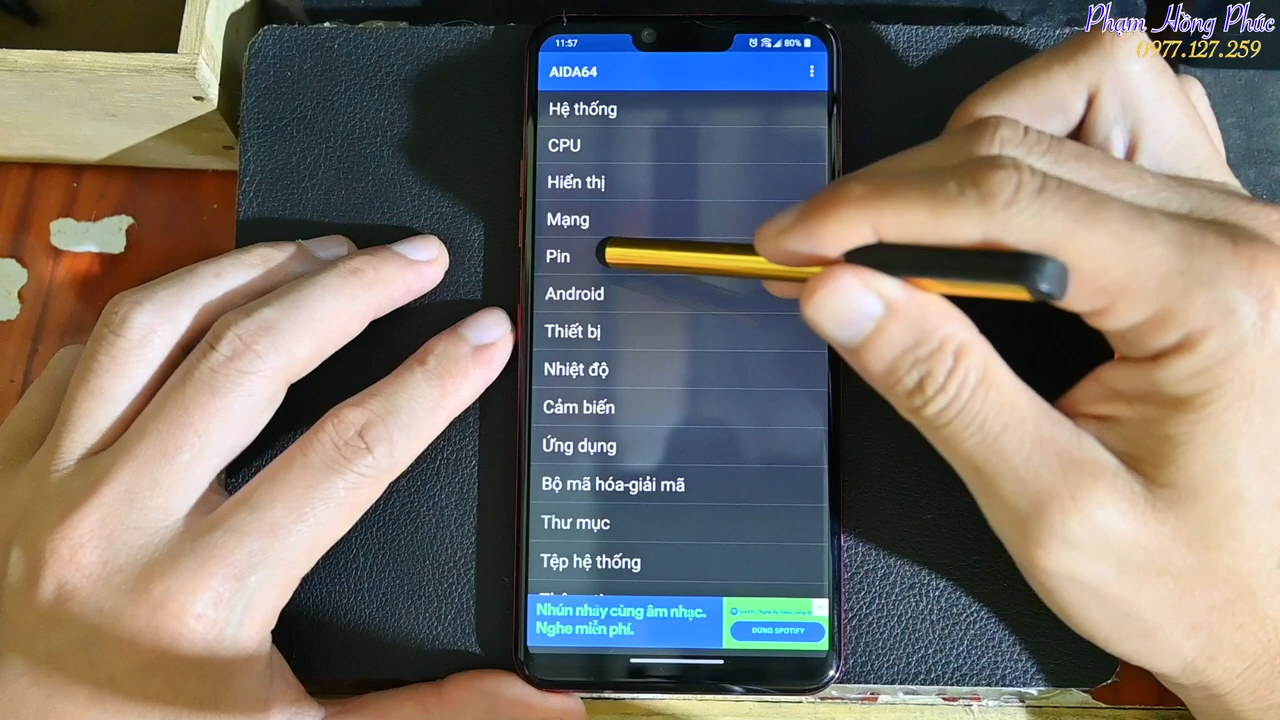 Phạm Hồng Phúc
0977.127.259
11:57
80%
AIDA64
Hệ thống
CPU
Hiển thị
Mạng
Pin
Android
Thiết bị
Nhiệt độ
Cảm biến
Ứng dụng
Bộ mã hóa-giải mã
Thư mục
Tệp hệ thống
Nhún nhảy cùng âm nhạc.
Nghe miễn phí.
DÙNG SPOTIFY